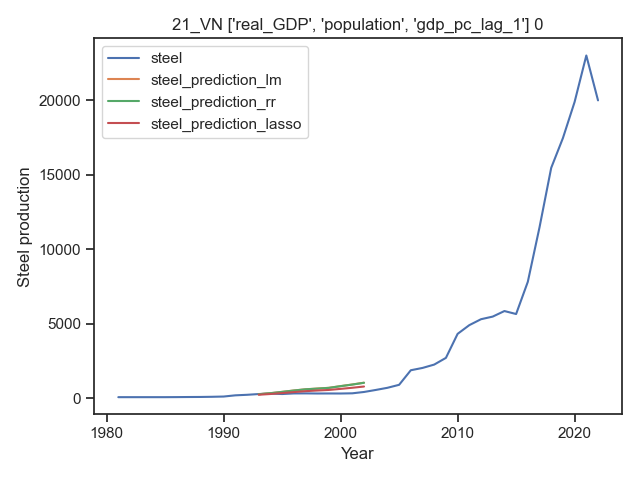 21_VN ['real_GDP', 'population', 'gdp_pc_lag_1'] 0
steel
steel_prediction_lm
steel_prediction_rr
steel_prediction_lasso
Steel production
20000
15000
10000
5000
0
1980
1990
2000
2010
2020
Year